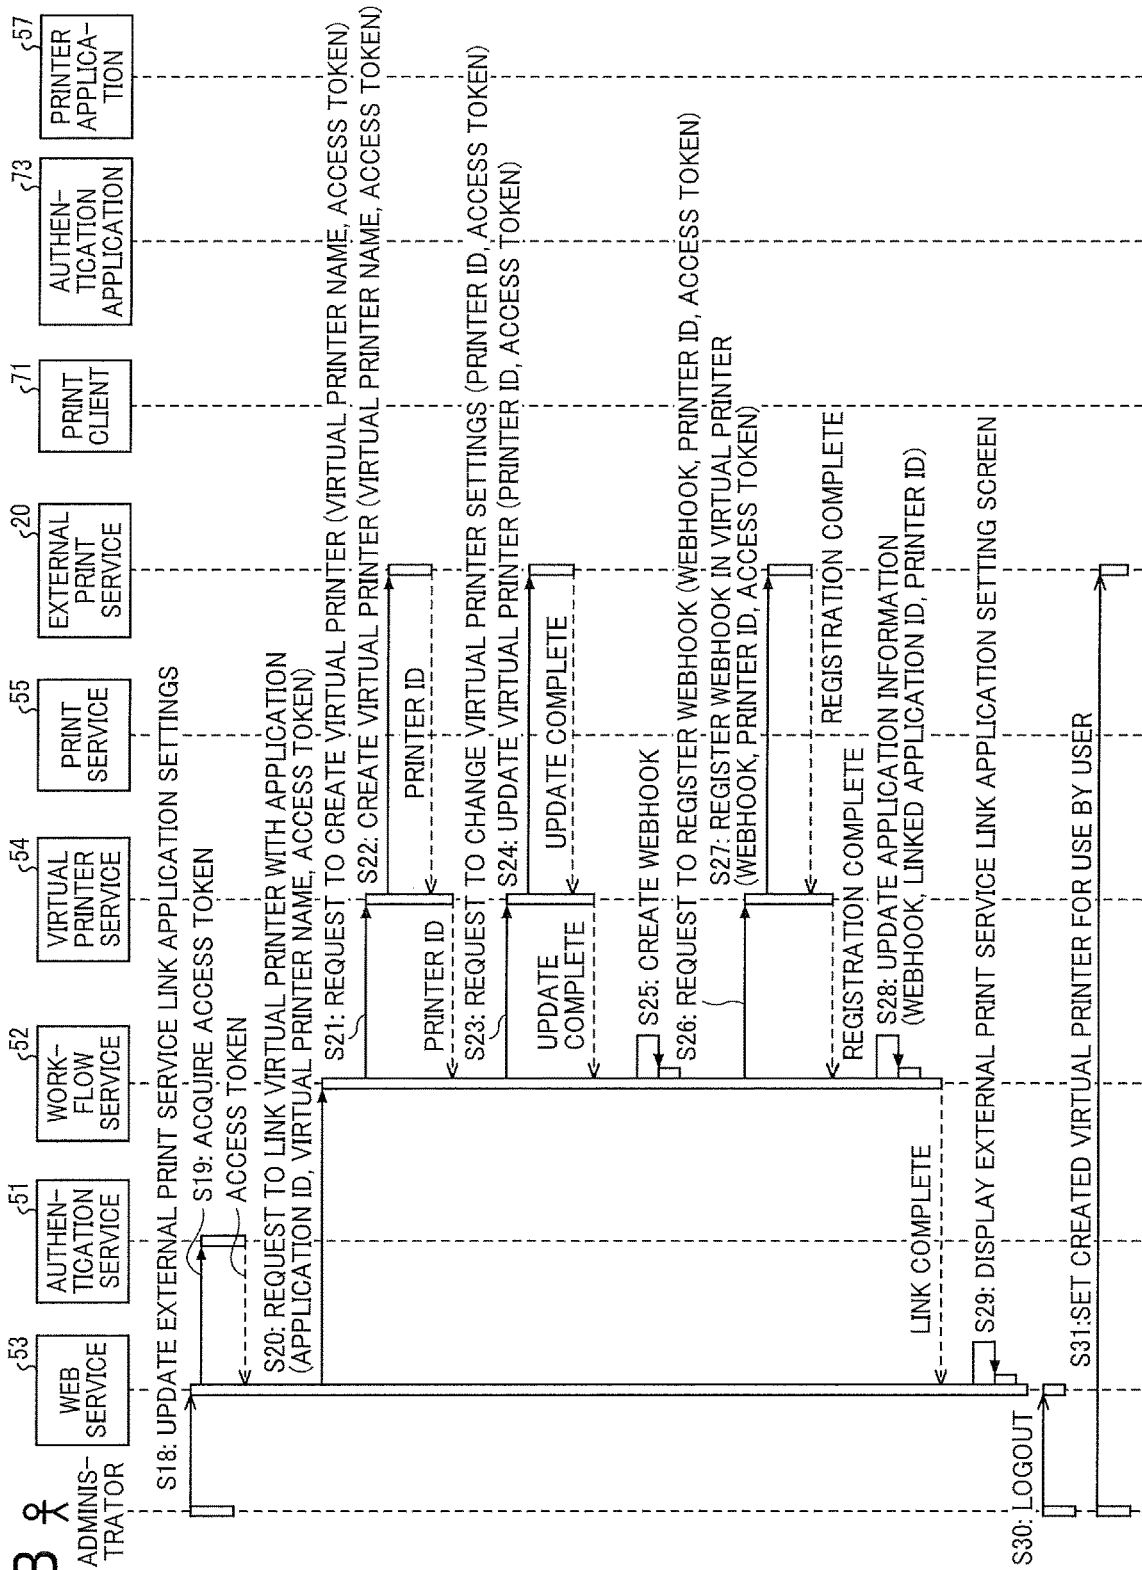 B
ADMINIS-
TRATOR
53
WEB
SERVICE
51
AUTHEN-
TICATION
SERVICE
52
WORK-
FLOW
SERVICE
54
VIRTUAL
PRINTER
SERVICE
55
PRINT
SERVICE
20
EXTERNAL
PRINT
SERVICE
71
PRINT
CLIENT
73
AUTHEN-
TICATION
APPLICATION
57
PRINTER
APPLICA-
TION
S18: UPDATE EXTERNAL PRINT SERVICE LINK APPLICATION SETTINGS
S19: ACQUIRE ACCESS TOKEN
ACCESS TOKEN
S20: REQUEST TO LINK VIRTUAL PRINTER WITH APPLICATION
(APPLICATION ID, VIRTUAL PRINTER NAME, ACCESS TOKEN)
S21: REQUEST TO CREATE VIRTUAL PRINTER (VIRTUAL PRINTER NAME, ACCESS TOKEN)
S22: CREATE VIRTUAL PRINTER (VIRTUAL PRINTER NAME, ACCESS TOKEN)
PRINTER ID
PRINTER ID
S23: REQUEST TO CHANGE VIRTUAL PRINTER SETTINGS (PRINTER ID, ACCESS TOKEN)
S24: UPDATE VIRTUAL PRINTER (PRINTER ID, ACCESS TOKEN)
UPDATE COMPLETE
UPDATE
COMPLETE
S25: CREATE WEBHOOK
S26: REQUEST TO REGISTER WEBHOOK (WEBHOOK, PRINTER ID, ACCESS TOKEN)
S27: REGISTER WEBHOOK IN VIRTUAL PRINTER
(WEBHOOK, PRINTER ID, ACCESS TOKEN)
REGISTRATION COMPLETE
REGISTRATION COMPLETE
S28: UPDATE APPLICATION INFORMATION
(WEBHOOK, LINKED APPLICATION ID, PRINTER ID)
LINK COMPLETE
S29: DISPLAY EXTERNAL PRINT SERVICE LINK APPLICATION SETTING SCREEN
S30: LOGOUT
S31:SET CREATED VIRTUAL PRINTER FOR USE BY USER